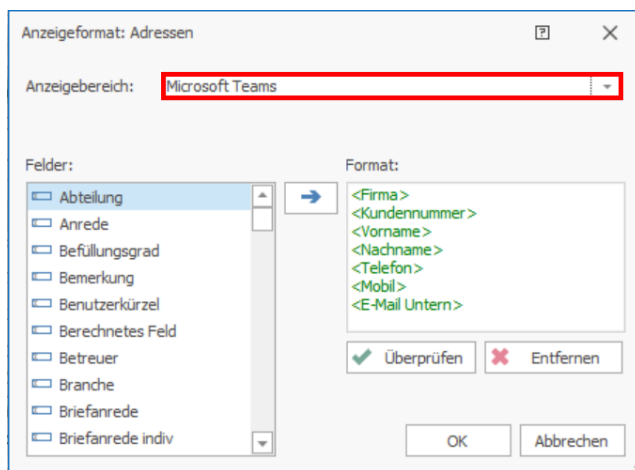 Anzeigeformat: Adressen
?
Anzeigebereich:
Microsoft Teams
Felder:
Format:
Abteilung
Anrede
Befüllungsgrad
Bemerkung
Benutzerkürzel
Berechnetes Feld
Betreuer
Branche
Briefanrede
Briefanrede indiv
<Firma>
<Kundennummer>
<Vorname>
<Nachname>
<Telefon>
<Mobil>
<E-Mail Untern>
Überprüfen
Entfernen
OK
Abbrechen